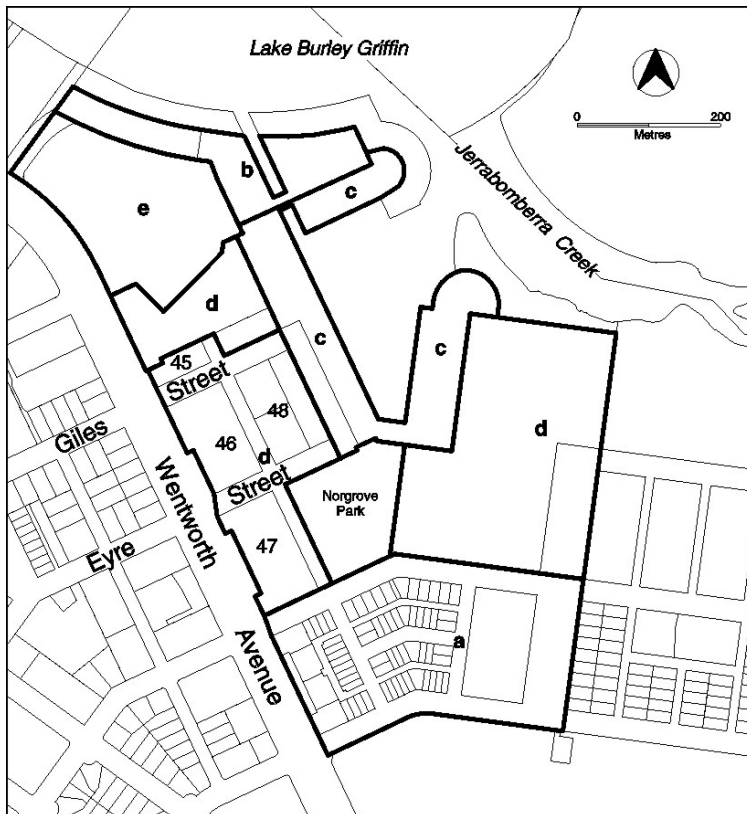 Lake Burley Griffin
0 200
Metres
Jerrabomberra Creek
b
c
e
d
c
c
d
45
Street
48
46
d
Street
Giles
Wentworth
Norgrove
Park
Eyre
47
Avenue
a